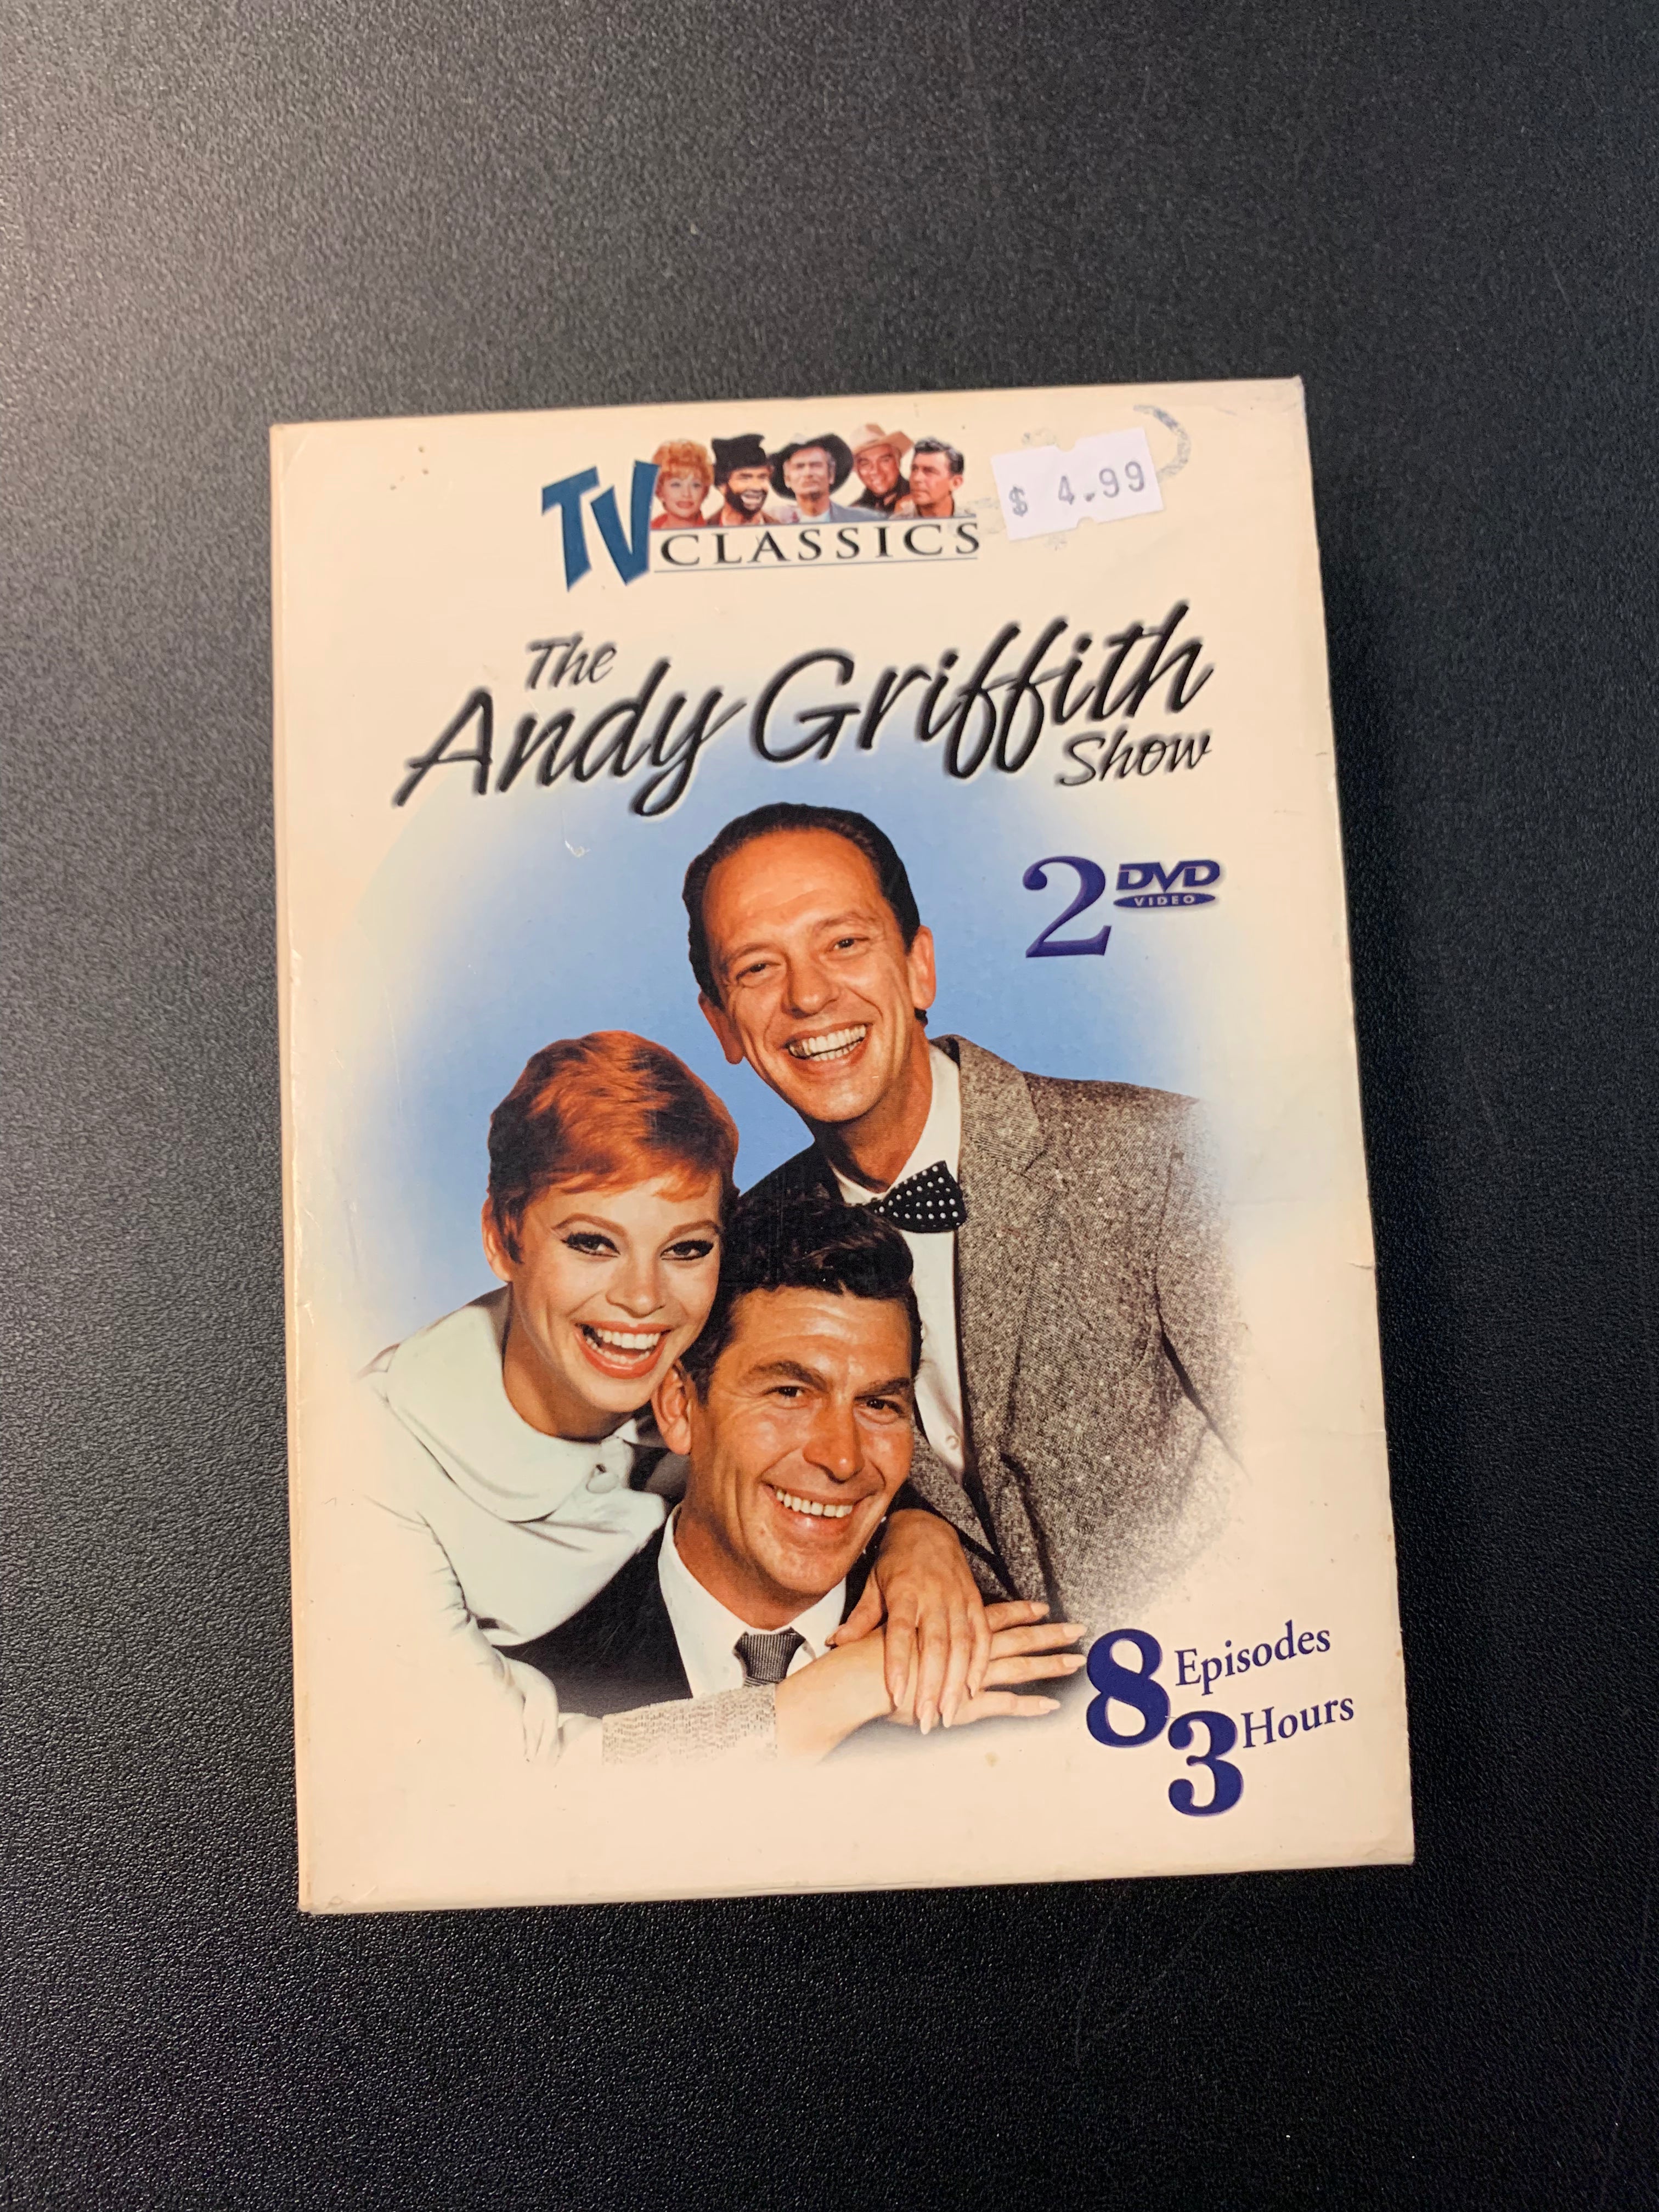 TV CLASSICS
$ 4.99
The
Andy Griffith
Show
2 DVD
VIDEO
8 Episodes
3 Hours